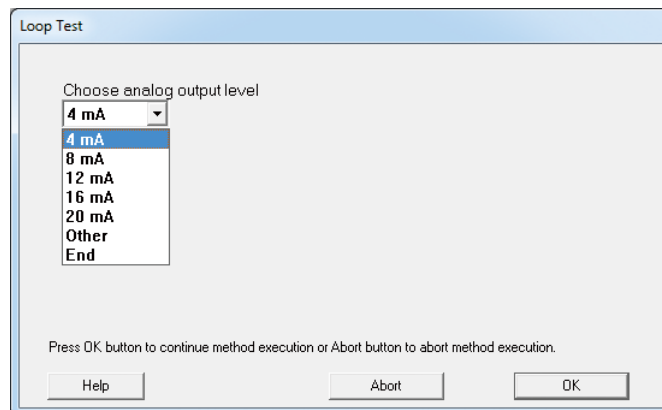 Loop Test
Choose analog output level
4 mA
4 mA
8 mA
12 mA
16 mA
20 mA
Other
End
Press OK button to continue method execution or Abort button to abort method execution.
Help Abort OK